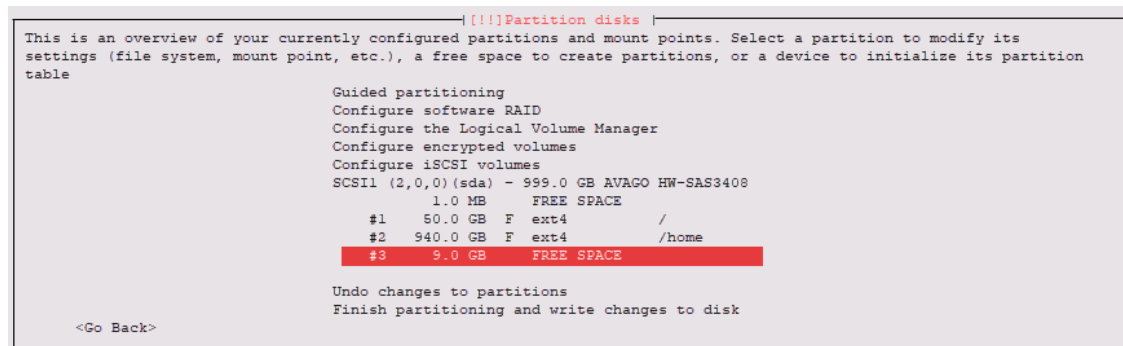 [!!]Partition disks
This is an overview of your currently configured partitions and mount points. Select a partition to modify its
settings (file system, mount point, etc.), a free space to create partitions, or a device to initialize its partition
table
Guided partitioning
Configure software RAID
Configure the Logical Volume Manager
Configure encrypted volumes
Configure iSCSI volumes
SCSI1 (2,0,0)(sda) - 999.0 GB AVAGO HW-SAS3408
1.0 MB FREE SPACE
#1 50.0 GB F ext4 /
#2 940.0 GB F ext4 /home
#3 9.0 GB FREE SPACE
Undo changes to partitions
Finish partitioning and write changes to disk
<Go Back>